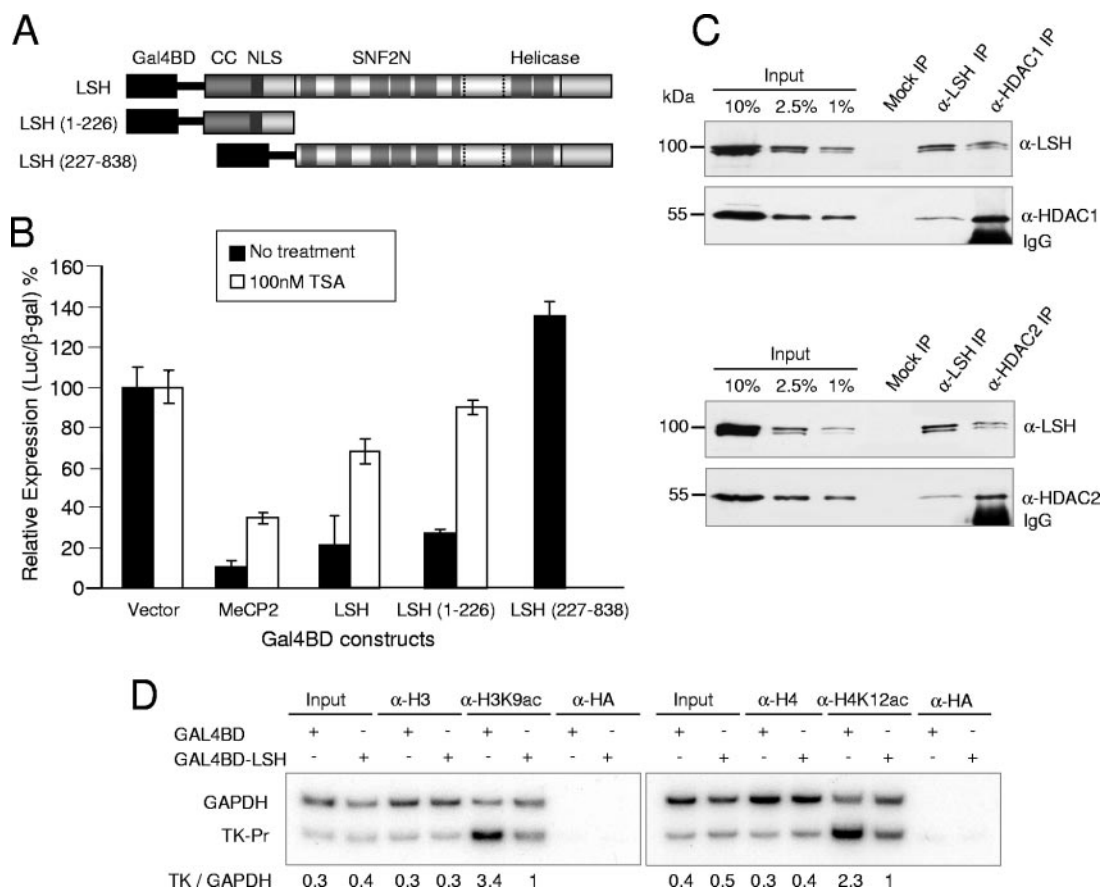 A
Gal4BD CC NLS SNF2N Helicase
LSH
LSH (1-226)
LSH (227-838)
B
No treatment
100nM TSA
Relative Expression (Luc/β-gal) %
160
140
120
100
80
60
40
20
0
Vector MeCP2 LSH LSH (1-226) LSH (227-838)
Gal4BD constructs
C
Input Mock IP α-LSH IP α-HDAC1 IP
kDa 10% 2.5% 1%
100 α-LSH
55 α-HDAC1
IgG
Input Mock IP α-LSH IP α-HDAC2 IP
10% 2.5% 1%
100 α-LSH
55 α-HDAC2
IgG
D
Input α-H3 α-H3K9ac α-HA Input α-H4 α-H4K12ac α-HA
GAL4BD + - + - + - + - + - + - + - + -
GAL4BD-LSH - + - + - + - + - + - + - + - +
GAPDH
TK-Pr
TK / GAPDH 0.3 0.4 0.3 0.3 3.4 1 0.4 0.5 0.3 0.4 2.3 1